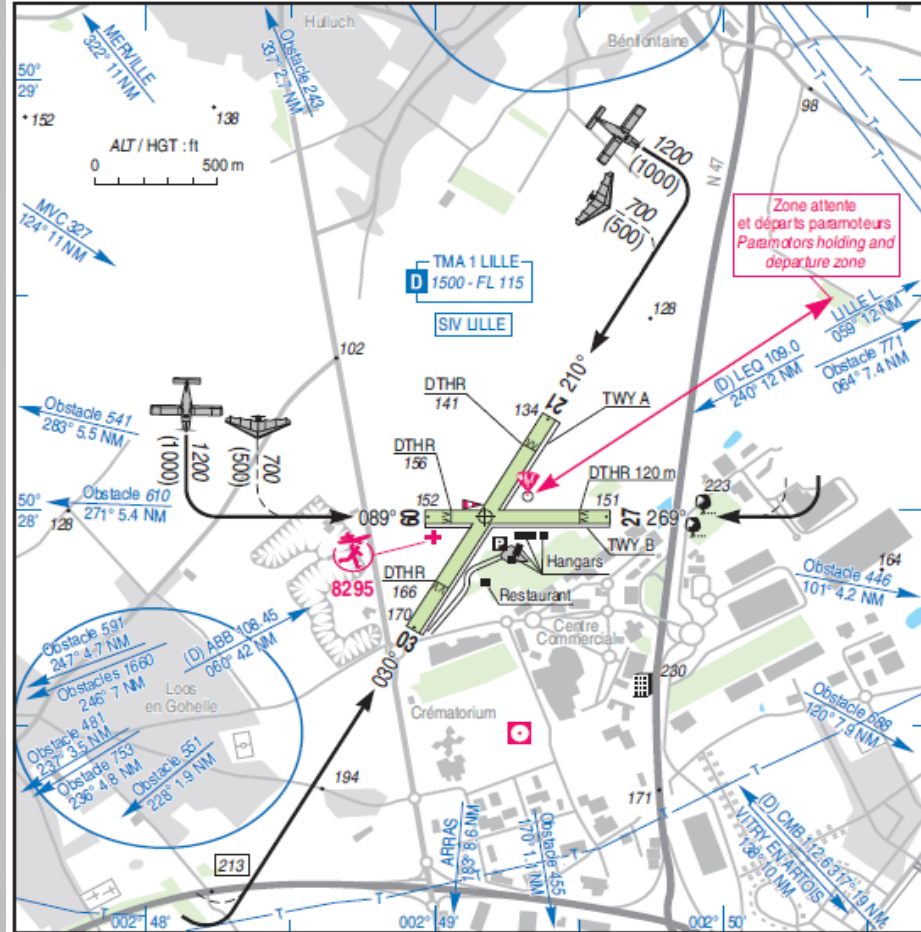 Hulluch
Bénifontaine
MERVILLE
322° 11 NM
Obstacle 243
337° 2.7 NM
50°
29'
152
138
98
ALT / HGT : ft
0
500 m
1200
(1000)
700
(500)
N 47
MVC 327
124° 11 NM
Zone attente
et départs paramoteurs
Paramotors holding and
departure zone
TMA 1 LILLE
D
1500 - FL 115
SIV LILLE
128
LILLE L
059° 12 NM
(D) LEQ 109.0
240° 12 NM
Obstacle 771
064° 7.4 NM
102
210°
21
DTHR
141
134
TWY A
Obstacle 541
283° 5.5 NM
1200
(1000)
700
(500)
DTHR
156
DTHR 120 m
223
50°
28'
Obstacle 610
271° 5.4 NM
128
089°
09
152
151
27
269°
TWY B
P
Hangars
164
8295
DTHR
166
Restaurant
Obstacle 446
101° 4.2 NM
170
03
030°
Centre
Commercial
Obstacle 591
247° 4.7 NM
(D) ABB 108.45
060° 42 NM
Obstacles 1660
246° 7 NM
Loos
en Gohelle
230
Obstacle 481
237° 3.5 NM
Obstacle 753
236° 4.8 NM
Obstacle 551
228° 1.9 NM
Crématorium
Obstacle 688
120° 7.9 NM
194
171
ARRAS
183° 8.6 NM
Obstacle 455
170° 1.1 NM
(D) CMB 112.6 317° 19 NM
VITRY EN ARTOIS
138° 10 NM
213
T
T
T
T
T
T
T
002° 48'
002° 49'
002° 50'